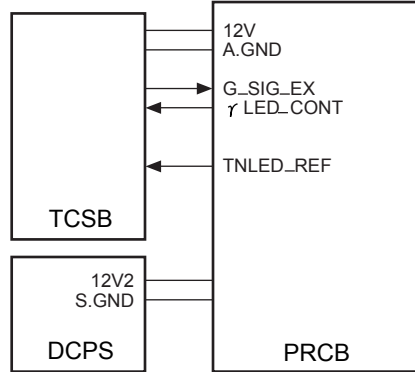 12V
A.GND
G_SIG_EX
γ LED_CONT
TNLED_REF
TCSB
12V2
S.GND
DCPS
PRCB